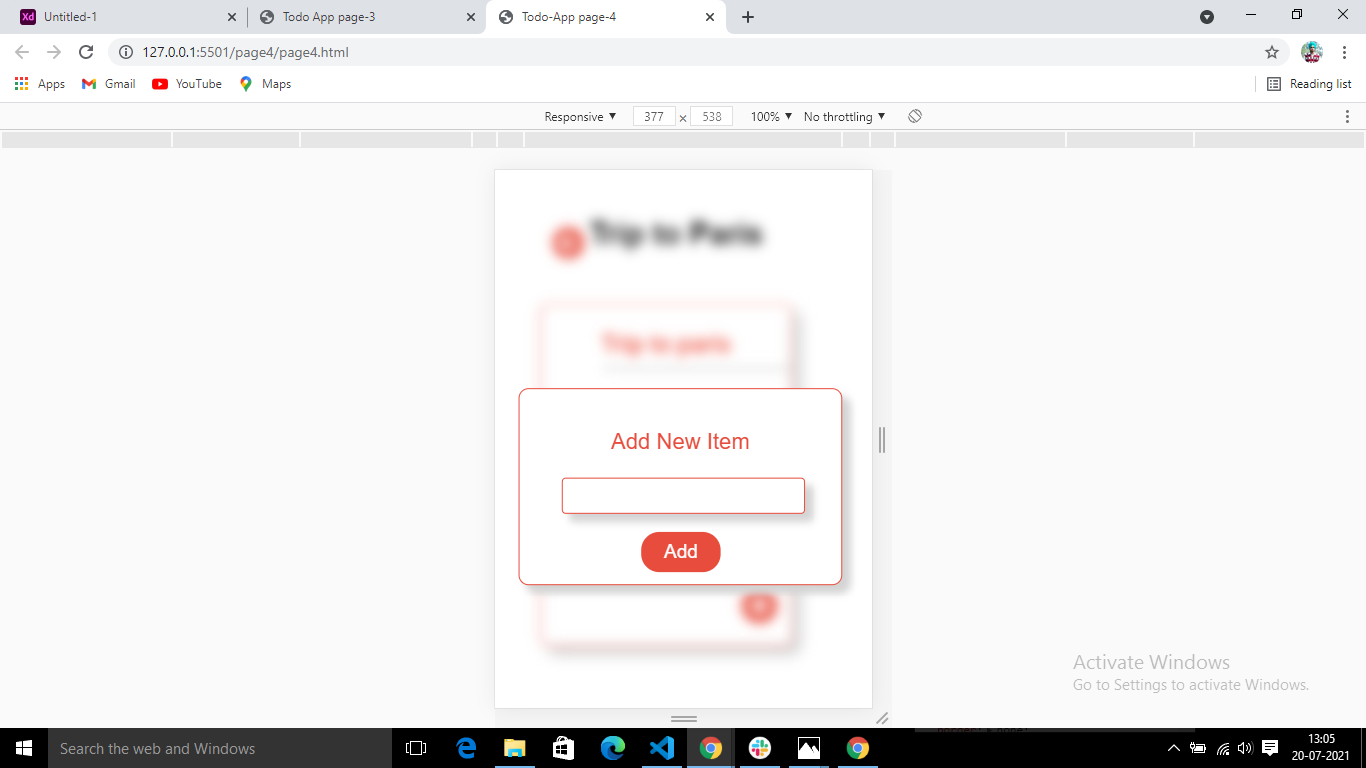 Xd Untitled-1
Todo App page-3
Todo-App page-4
127.0.0.1:5501/page4/page4.html
Apps
Gmail
YouTube
Maps
Reading list
Responsive
377 × 538
100%
No throttling
Trip to Paris
Trip to paris
Add New Item
Add
Activate Windows
Go to Settings to activate Windows.
Search the web and Windows
13:05
20-07-2021